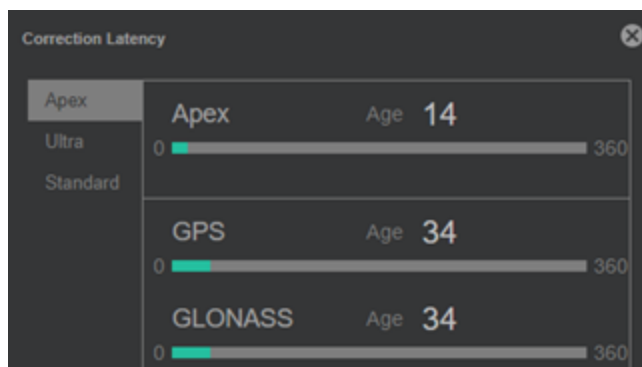 Correction Latency
Apex
Ultra
Standard
Apex Age 14
0 360
GPS Age 34
0 360
GLONASS Age 34
0 360